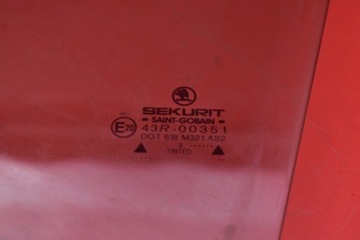 SEKURIT
SAINT-GOBAIN
E20
43R-00351
DOT 618 M321 AS2
TINTED